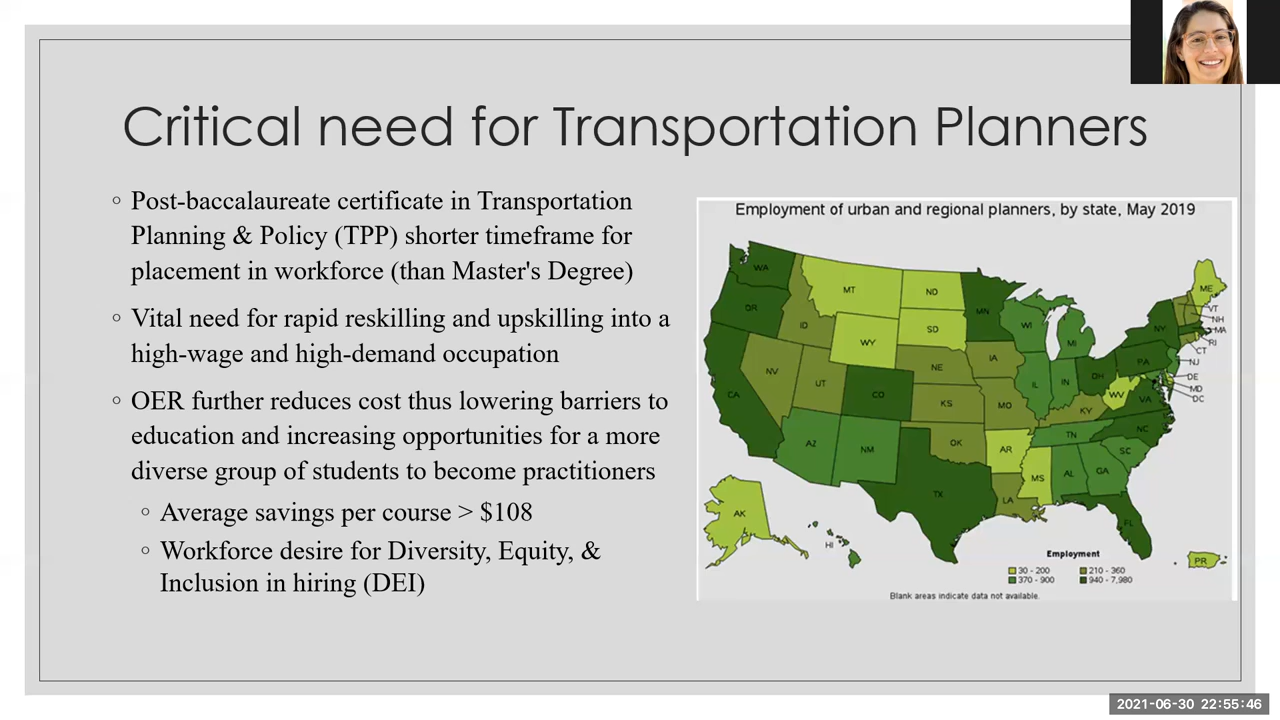 Critical need for Transportation Planners
◦ Post-baccalaureate certificate in Transportation
Planning & Policy (TPP) shorter timeframe for
placement in workforce (than Master's Degree)
◦ Vital need for rapid reskilling and upskilling into a
high-wage and high-demand occupation
◦ OER further reduces cost thus lowering barriers to
education and increasing opportunities for a more
diverse group of students to become practitioners
◦ Average savings per course > $108
◦ Workforce desire for Diversity, Equity, &
Inclusion in hiring (DEI)
Employment of urban and regional planners, by state, May 2019
WA
MT
ND
ME
OR
ID
MN
VT
NH
SD
WI
NY
MA
WY
MI
RI
CT
IA
PA
NJ
NV
NE
OH
DE
UT
IL
IN
MD
CA
CO
WV
VA
DC
KS
MO
KY
NC
AZ
NM
OK
TN
AR
SC
MS
AL
GA
TX
LA
AK
FL
HI
PR
Employment
30 - 200
210 - 360
370 - 900
940 - 7,980
Blank areas indicate data not available.
2021-06-30 22:55:46